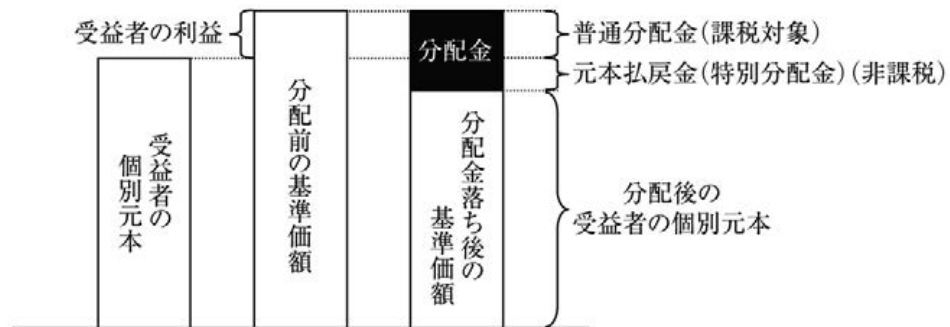 受益者の利益
受益者の
個別元本
分配前の基準価額
分配金
分配金落ち後の
基準価額
普通分配金(課税対象)
元本払戻金(特別分配金)(非課税)
分配後の
受益者の個別元本